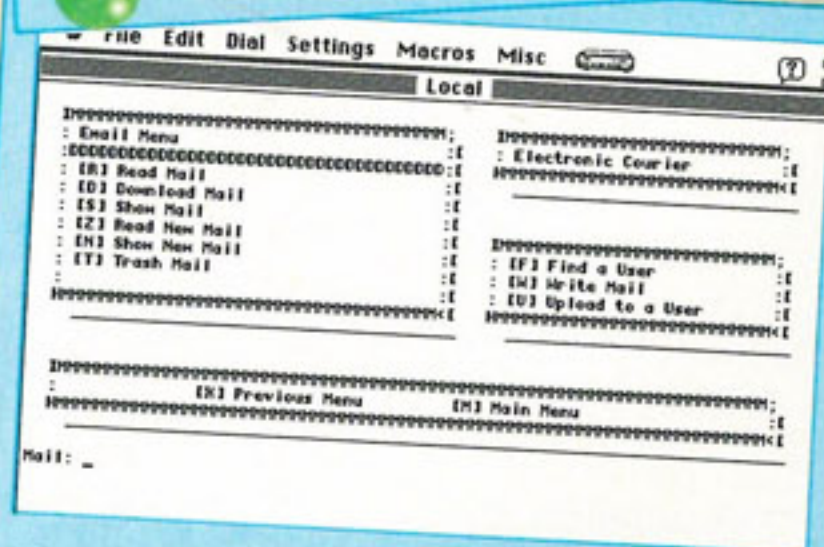 File Edit Dial Settings Macros Misc
Local
Email Menu
[R] Read Mail
[D] Download Mail
[S] Show Mail
[Z] Read New Mail
[N] Show New Mail
[T] Trash Mail
Electronic Courier
[F] Find a User
[W] Write Mail
[U] Upload to a User
[X] Previous Menu [M] Main Menu
Mail: _